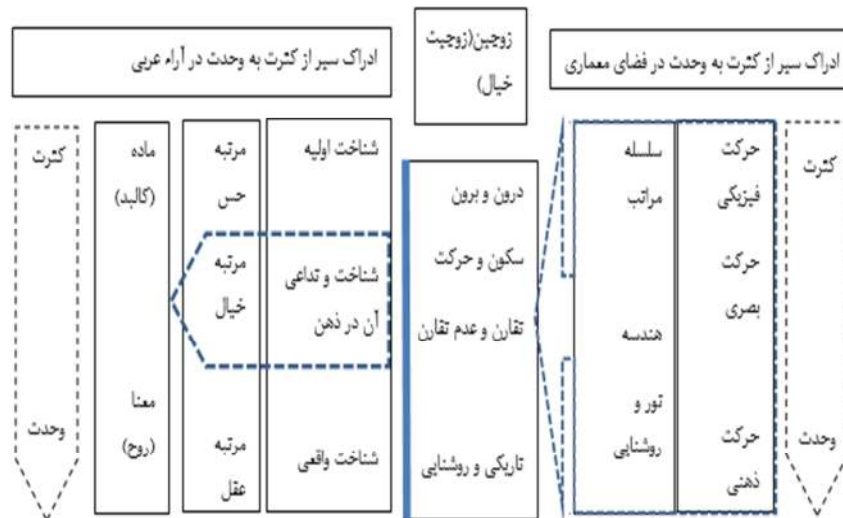 ادراک سیر از کثرت به وحدت در فضای معماری
زوجین(زوجیت
خیال)
ادراک سیر از کثرت به وحدت در آراء عربی
کثرت
وحدت
حرکت
فیزیکی
حرکت
بصری
حرکت
ذهنی
سلسله
مراتب
هندسه
نور و
روشنایی
درون و برون
سکون و حرکت
تقارن و عدم تقارن
تاریکی و روشنایی
شناخت اولیه
شناخت و تداعی
آن در ذهن
شناخت واقعی
مرتبه
حس
مرتبه
خیال
مرتبه
عقل
ماده
(کالبد)
معنا
(روح)
کثرت
وحدت